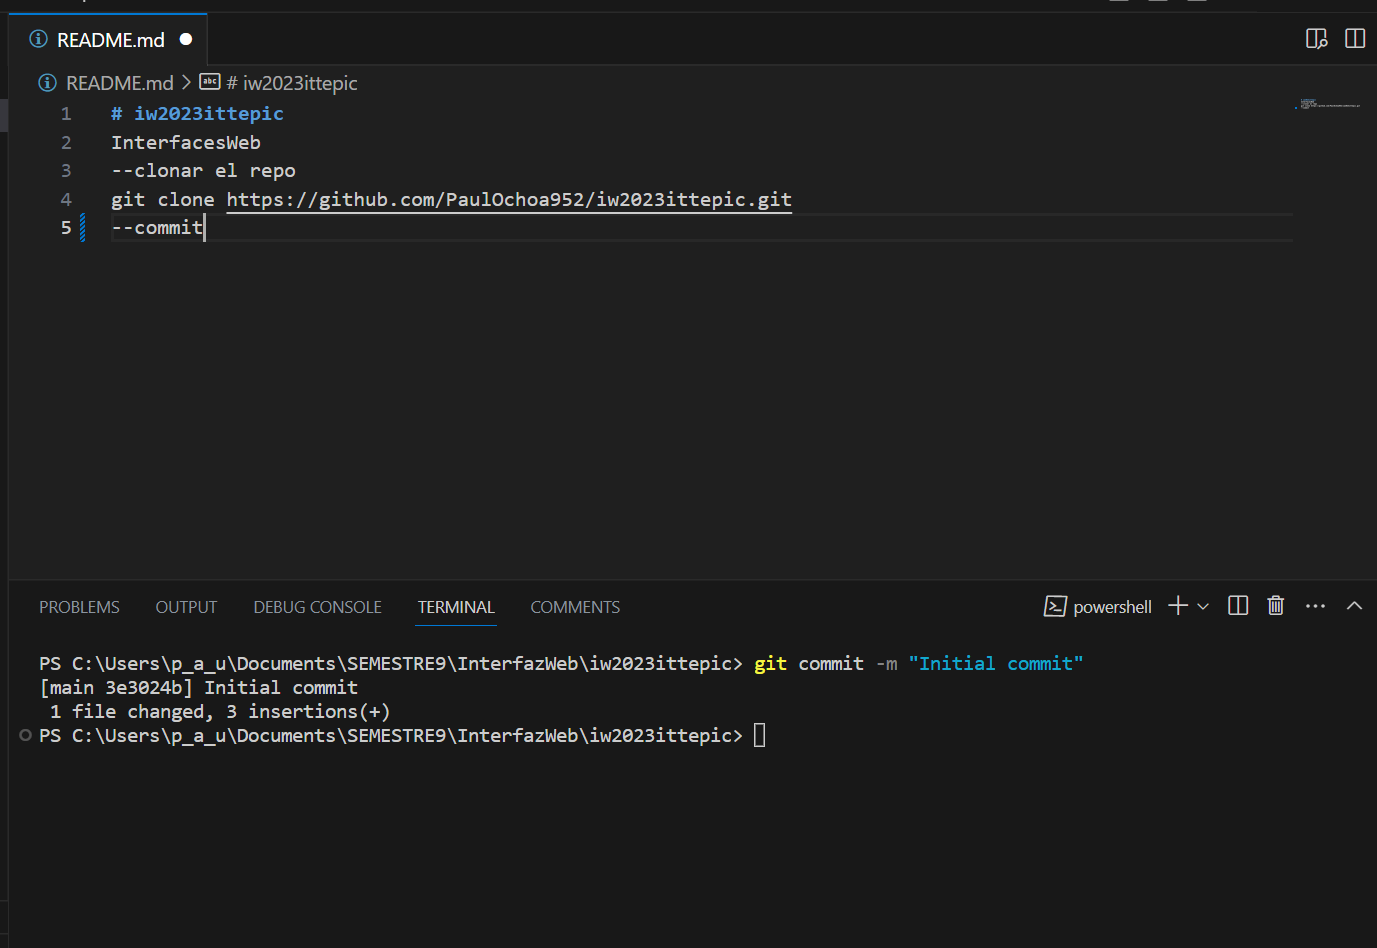 README.md
README.md > abc # iw2023ittepic
1 # iw2023ittepic
2 InterfacesWeb
3 --clonar el repo
4 git clone https://github.com/PaulOchoa952/iw2023ittepic.git
5 --commit
PROBLEMS OUTPUT DEBUG CONSOLE TERMINAL COMMENTS powershell
PS C:\Users\p_a_u\Documents\SEMESTRE9\InterfazWeb\iw2023ittepic> git commit -m "Initial commit"
[main 3e3024b] Initial commit
1 file changed, 3 insertions(+)
PS C:\Users\p_a_u\Documents\SEMESTRE9\InterfazWeb\iw2023ittepic>